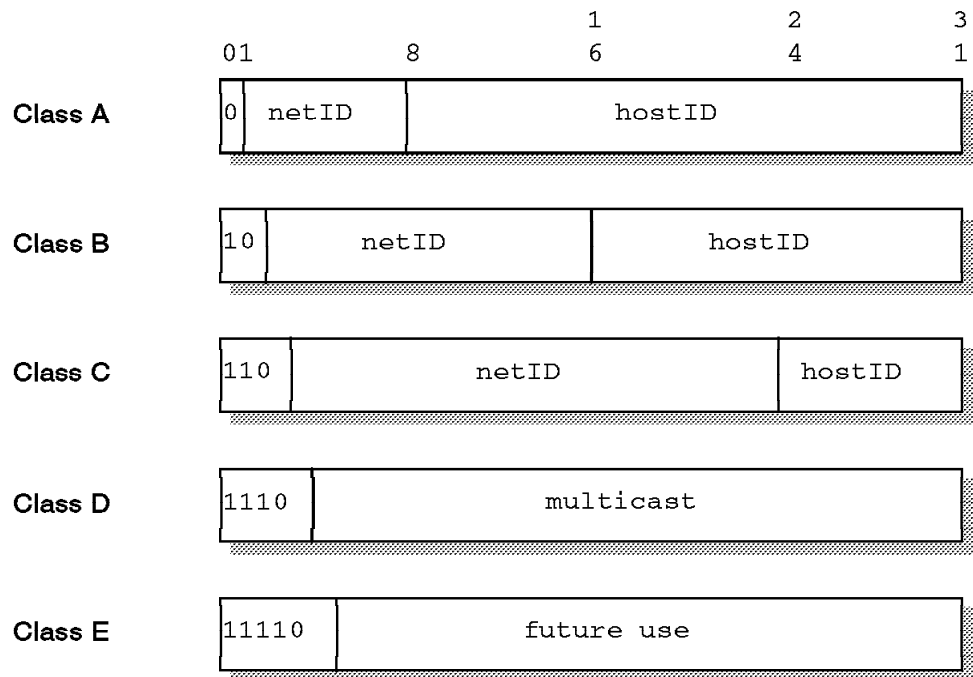 1 2 3
01 8 6 4 1
Class A 0 netID hostID
Class B 10 netID hostID
Class C 110 netID hostID
Class D 1110 multicast
Class E 11110 future use